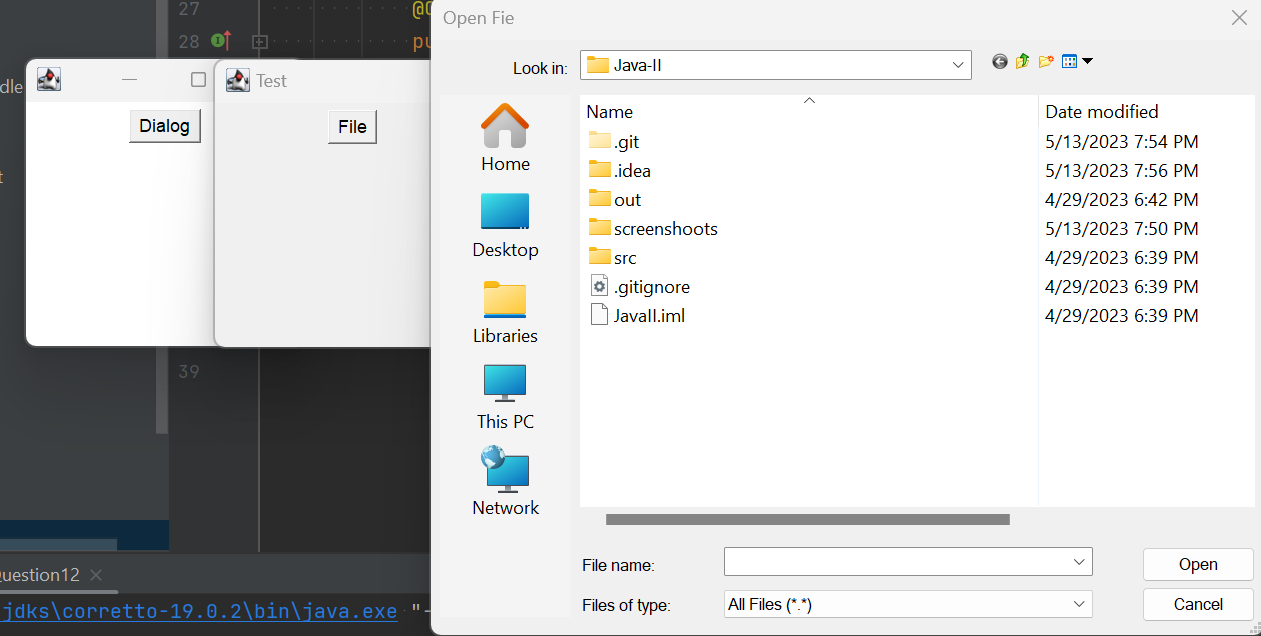 27
@
28
pu
dle
t
39
Dialog
Test
File
Open Fie
Look in:
Java-II
Home
Desktop
Libraries
This PC
Network
Name
Date modified
.git
5/13/2023 7:54 PM
.idea
5/13/2023 7:56 PM
out
4/29/2023 6:42 PM
screenshoots
5/13/2023 7:50 PM
src
4/29/2023 6:39 PM
.gitignore
4/29/2023 6:39 PM
JavaII.iml
4/29/2023 6:39 PM
File name:
Open
Files of type:
All Files (*.*)
Cancel
uestion12
jdks\corretto-19.0.2\bin\java.exe "-